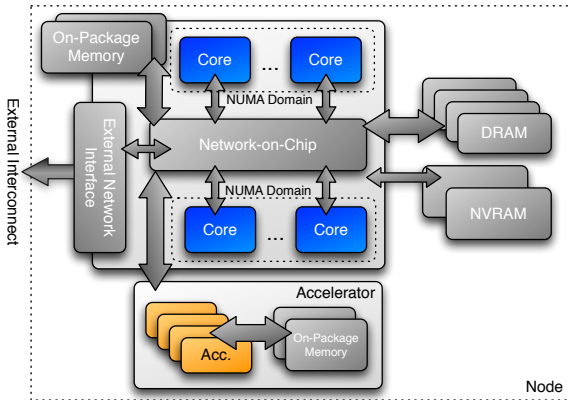 On-Package
Memory
Core
...
Core
NUMA Domain
External Interconnect
External Network
Interface
Network-on-Chip
DRAM
NUMA Domain
Core
...
Core
NVRAM
Accelerator
Acc.
On-Package
Memory
Node